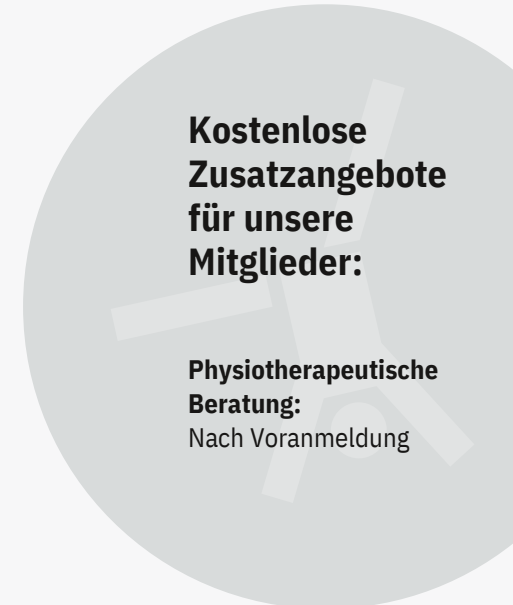 Kostenlose
Zusatzangebote
für unsere
Mitglieder:
Physiotherapeutische
Beratung:
Nach Voranmeldung